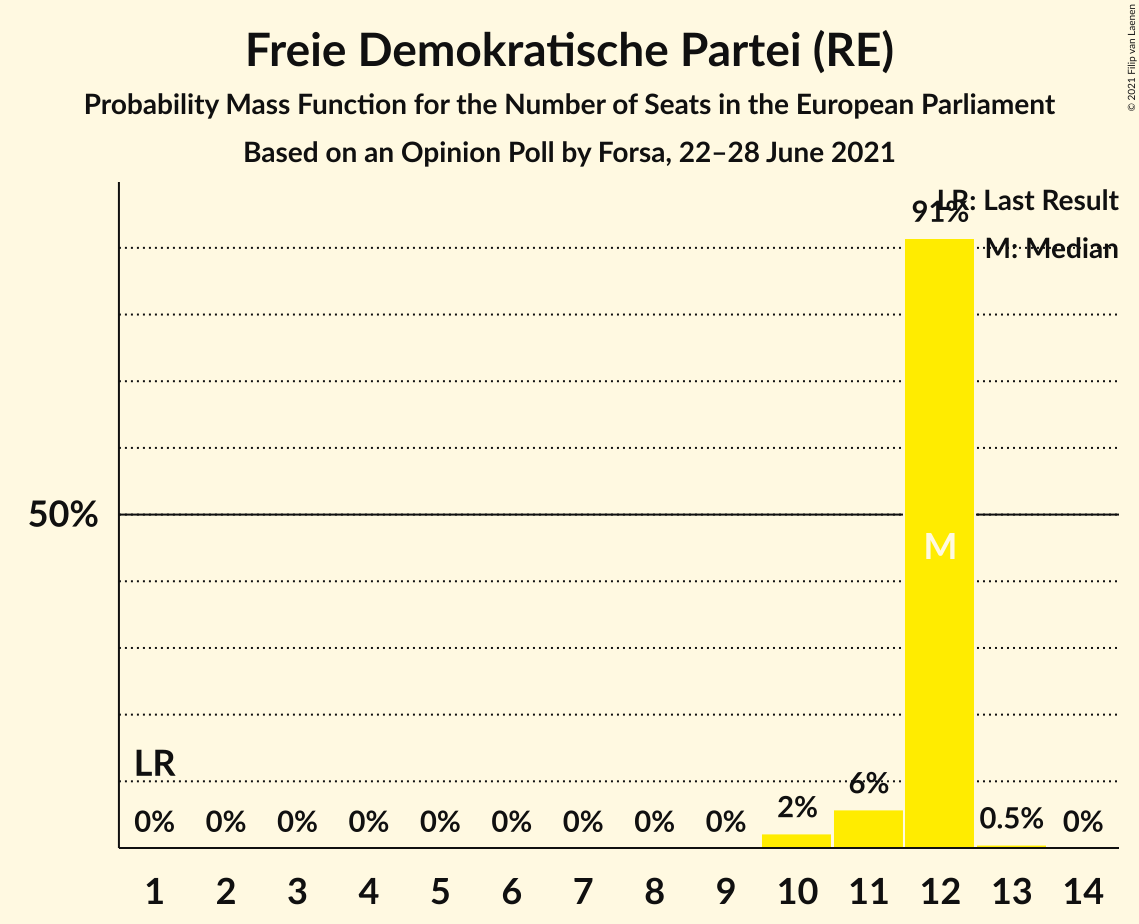 Freie Demokratische Partei (RE)
Probability Mass Function for the Number of Seats in the European Parliament
Based on an Opinion Poll by Forsa, 22–28 June 2021
© 2021 Filip van Laenen
LR: Last Result
M: Median
91%
50%
M
LR
0% 0% 0% 0% 0% 0% 0% 0% 0% 2% 6% 0.5% 0%
1 2 3 4 5 6 7 8 9 10 11 12 13 14